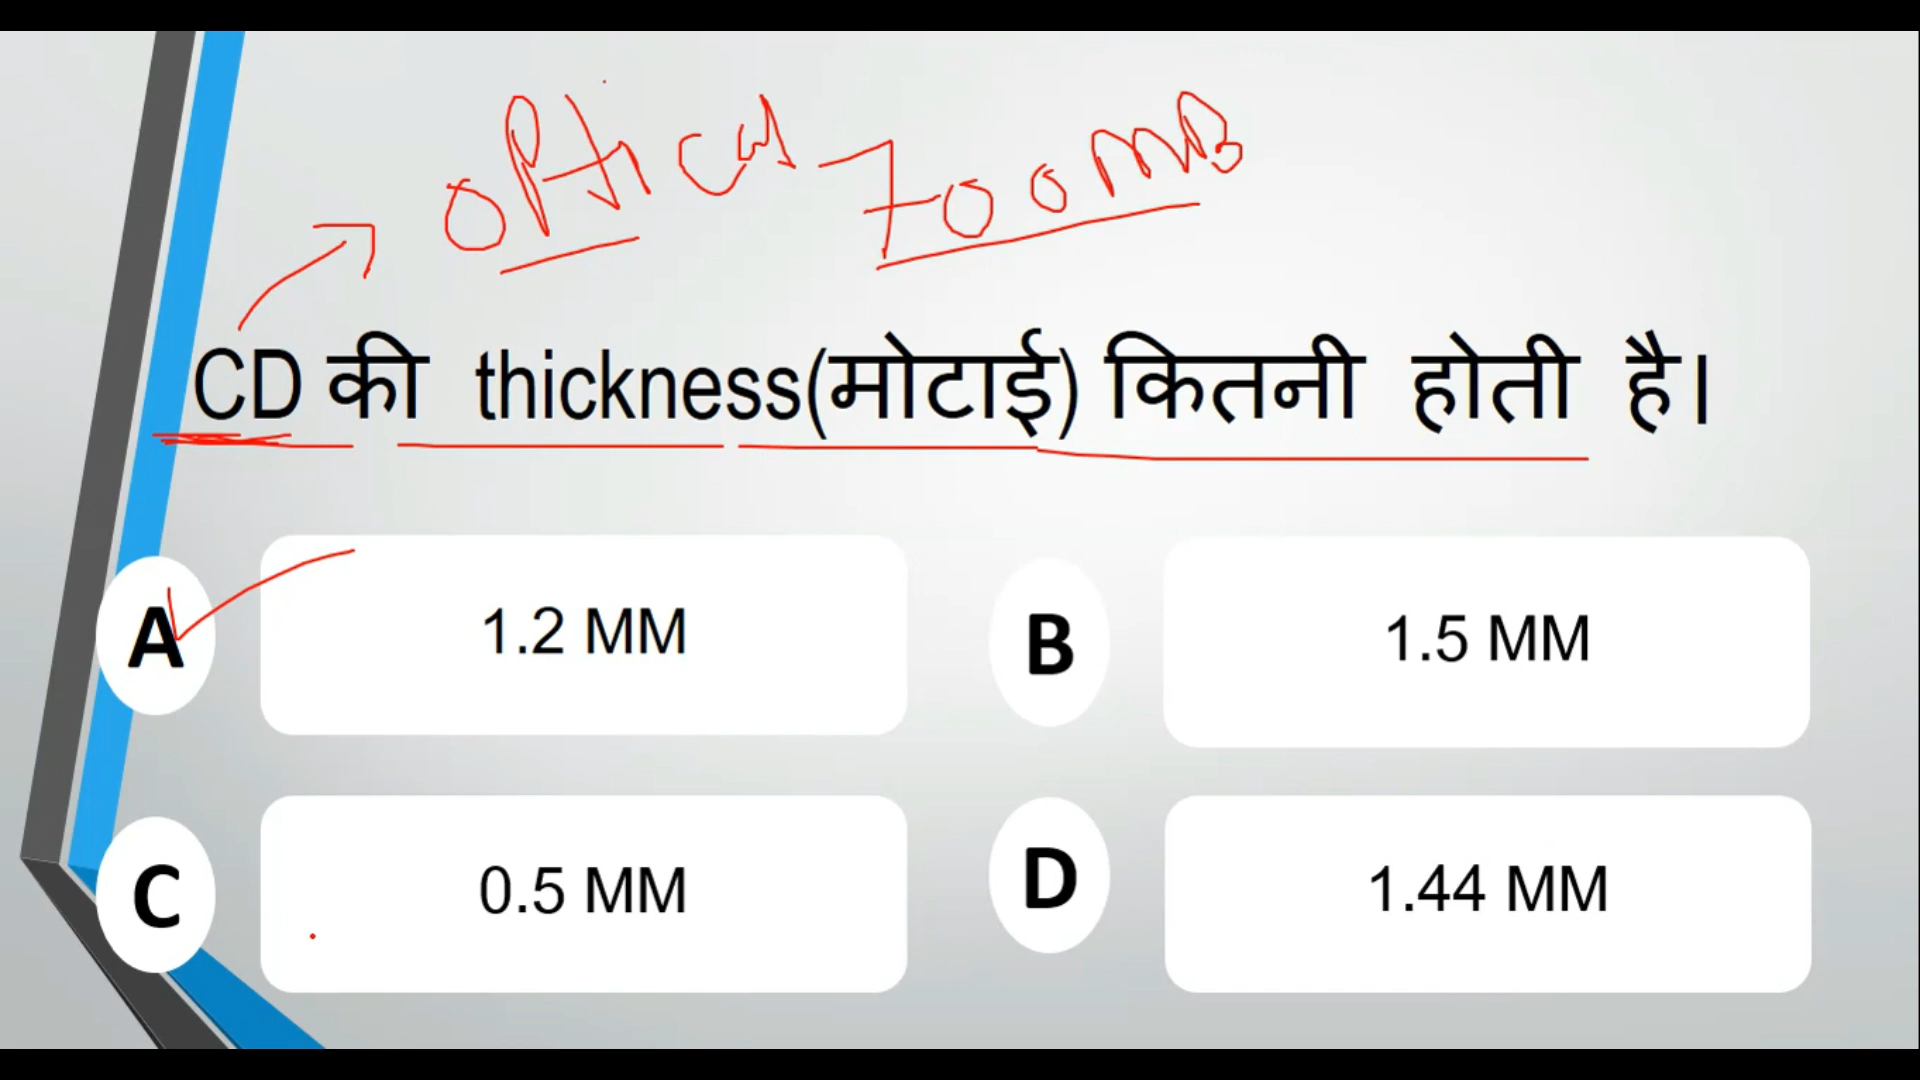 optical 700MB
CD की thickness(मोटाई) कितनी होती है।
A 1.2 MM
B 1.5 MM
C 0.5 MM
D 1.44 MM